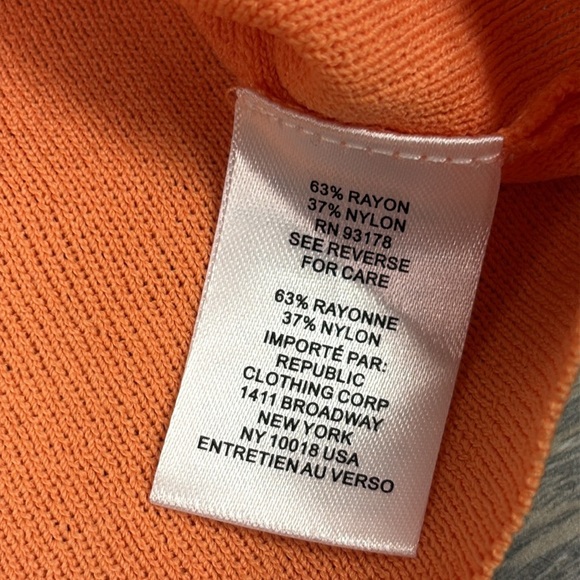 63% RAYON
37% NYLON
RN 93178
SEE REVERSE
FOR CARE
63% RAYONNE
37% NYLON
IMPORTÉ PAR:
REPUBLIC
CLOTHING CORP
1411 BROADWAY
NEW YORK
NY 10018 USA
ENTRETIEN AU VERSO